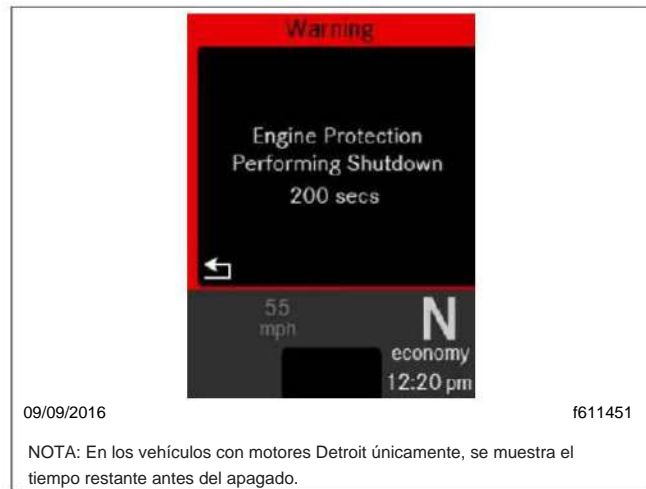 Warning
Engine Protection
Performing Shutdown
200 secs
55
mph
N
economy
12:20 pm
09/09/2016
f611451
NOTA: En los vehículos con motores Detroit únicamente, se muestra el
tiempo restante antes del apagado.